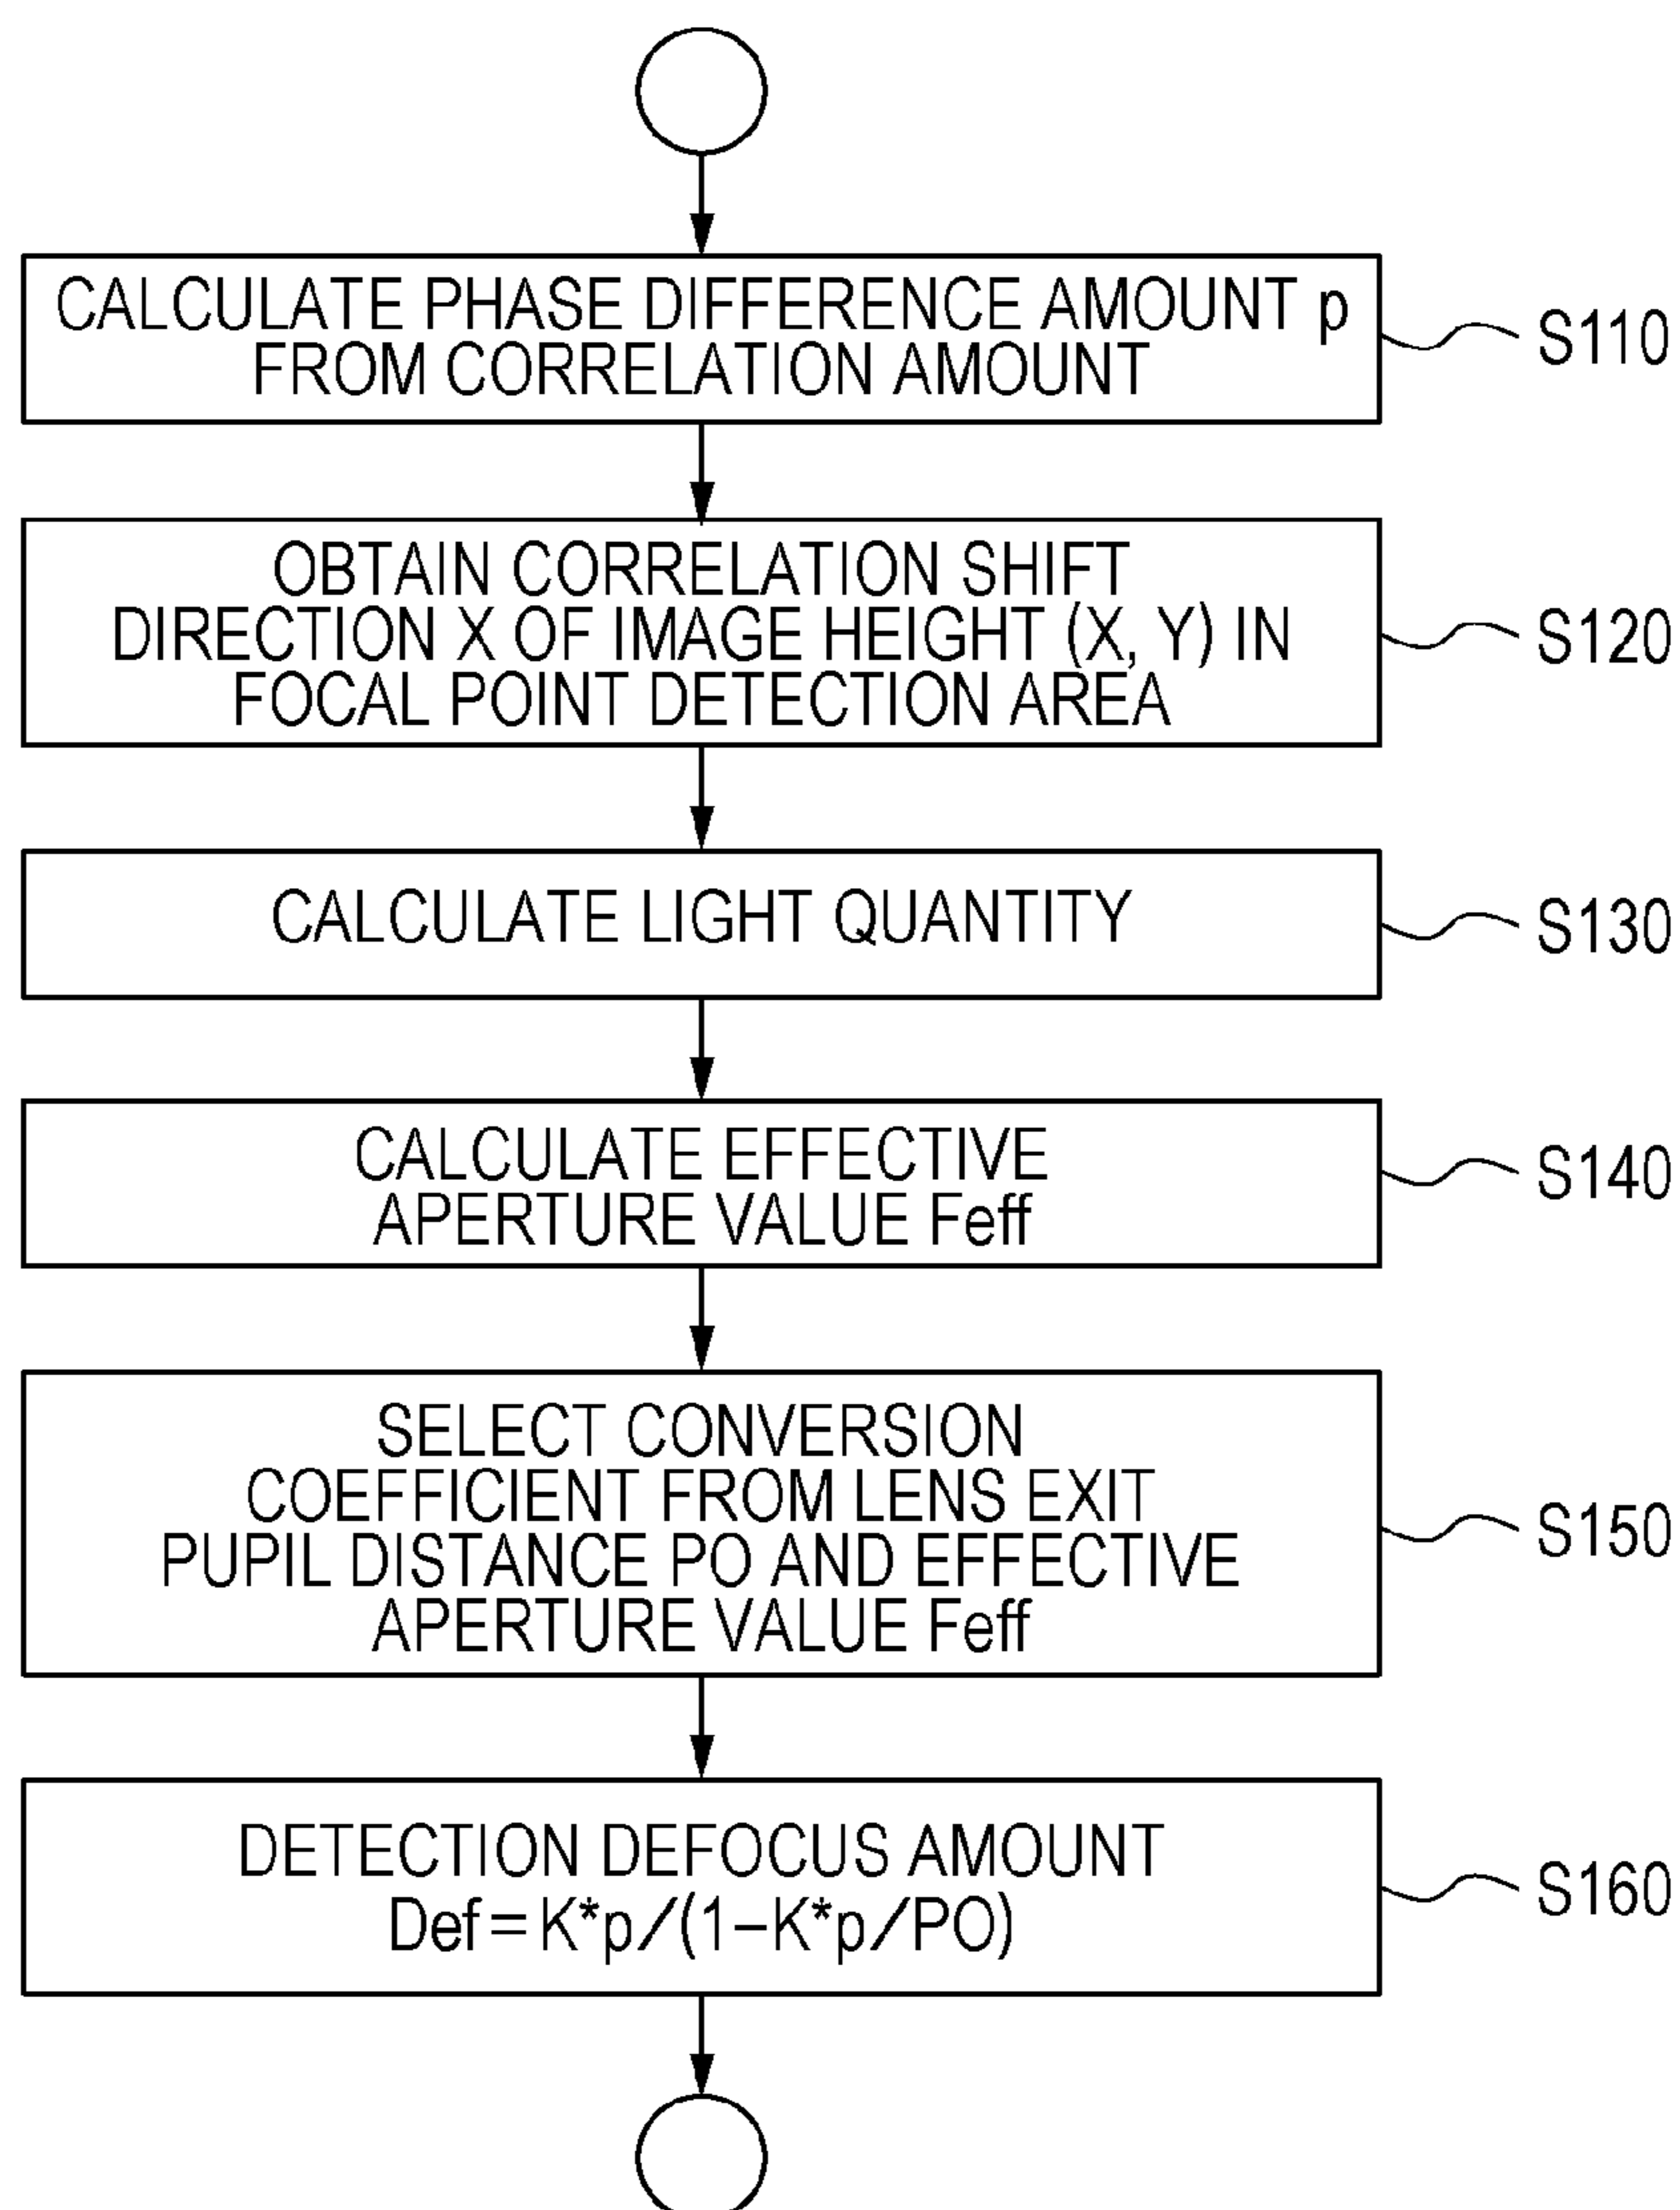 CALCULATE PHASE DIFFERENCE AMOUNT p
FROM CORRELATION AMOUNT
S110
OBTAIN CORRELATION SHIFT
DIRECTION X OF IMAGE HEIGHT (X, Y) IN
FOCAL POINT DETECTION AREA
S120
CALCULATE LIGHT QUANTITY
S130
CALCULATE EFFECTIVE
APERTURE VALUE Feff
S140
SELECT CONVERSION
COEFFICIENT FROM LENS EXIT
PUPIL DISTANCE PO AND EFFECTIVE
APERTURE VALUE Feff
S150
DETECTION DEFOCUS AMOUNT
Def=K*p/(1-K*p/PO)
S160